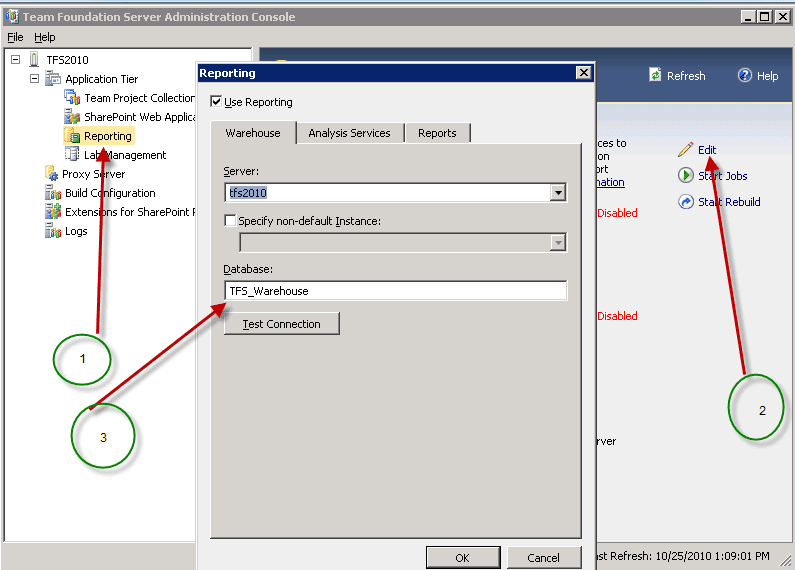 Team Foundation Server Administration Console
File Help
TFS2010
Application Tier
Team Project Collection
SharePoint Web Applica
Reporting
Lab Management
Proxy Server
Build Configuration
Extensions for SharePoint P
Logs
Reporting
Use Reporting
Warehouse Analysis Services Reports
Server:
tfs2010
Specify non-default Instance:
Database:
TFS_Warehouse
Test Connection
OK Cancel
Refresh Help
ces to
on
ort
nation
Disabled
Edit
Start Jobs
Start Rebuild
Disabled
rver
st Refresh: 10/25/2010 1:09:01 PM
1
2
3